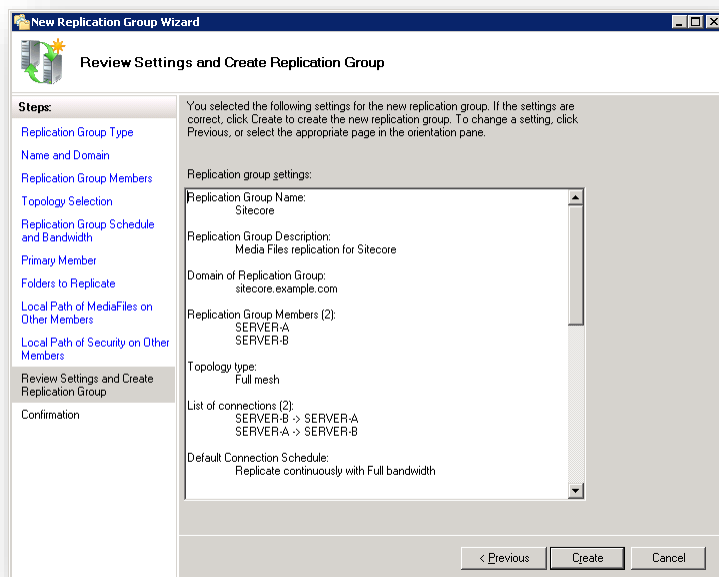 New Replication Group Wizard
Review Settings and Create Replication Group
Steps:
Replication Group Type
Name and Domain
Replication Group Members
Topology Selection
Replication Group Schedule
and Bandwidth
Primary Member
Folders to Replicate
Local Path of MediaFiles on
Other Members
Local Path of Security on Other
Members
Review Settings and Create
Replication Group
Confirmation
You selected the following settings for the new replication group. If the settings are
correct, click Create to create the new replication group. To change a setting, click
Previous, or select the appropriate page in the orientation pane.
Replication group settings:
Replication Group Name:
Sitecore
Replication Group Description:
Media Files replication for Sitecore
Domain of Replication Group:
sitecore.example.com
Replication Group Members (2):
SERVER-A
SERVER-B
Topology type:
Full mesh
List of connections (2):
SERVER-B -> SERVER-A
SERVER-A -> SERVER-B
Default Connection Schedule:
Replicate continuously with Full bandwidth
< Previous
Create
Cancel